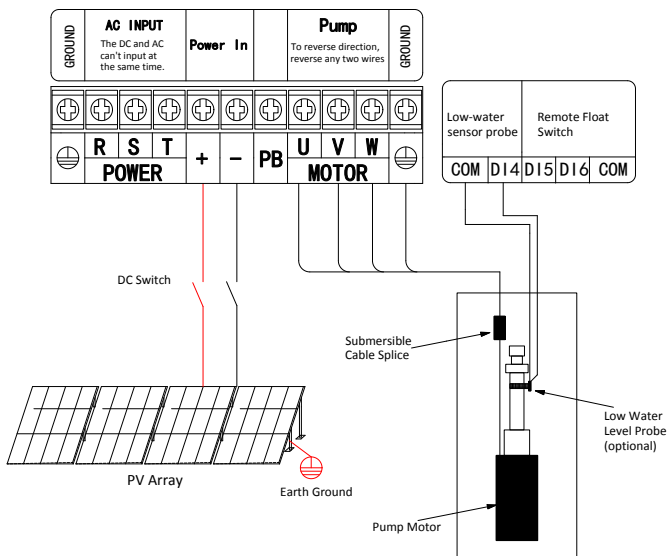 GROUND
AC INPUT
The DC and AC
can't input at
the same time.
Power In
Pump
To reverse direction,
reverse any two wires
GROUND
R S T
POWER
+
−
PB
U V W
MOTOR
Low-water
sensor probe
Remote Float
Switch
COM DI4 DI5 DI6 COM
DC Switch
Submersible
Cable Splice
Low Water
Level Probe
(optional)
PV Array
Earth Ground
Pump Motor